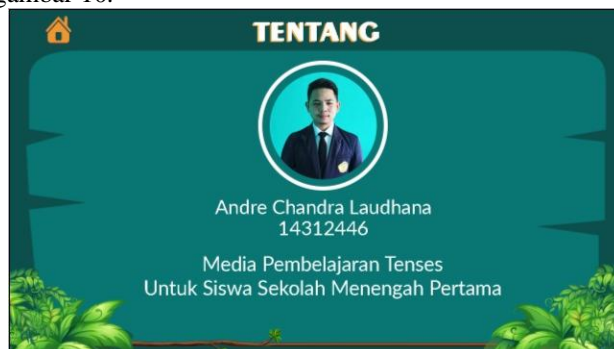 gambar 10.
TENTANG
Andre Chandra Laudhana
14312446
Media Pembelajaran Tenses
Untuk Siswa Sekolah Menengah Pertama